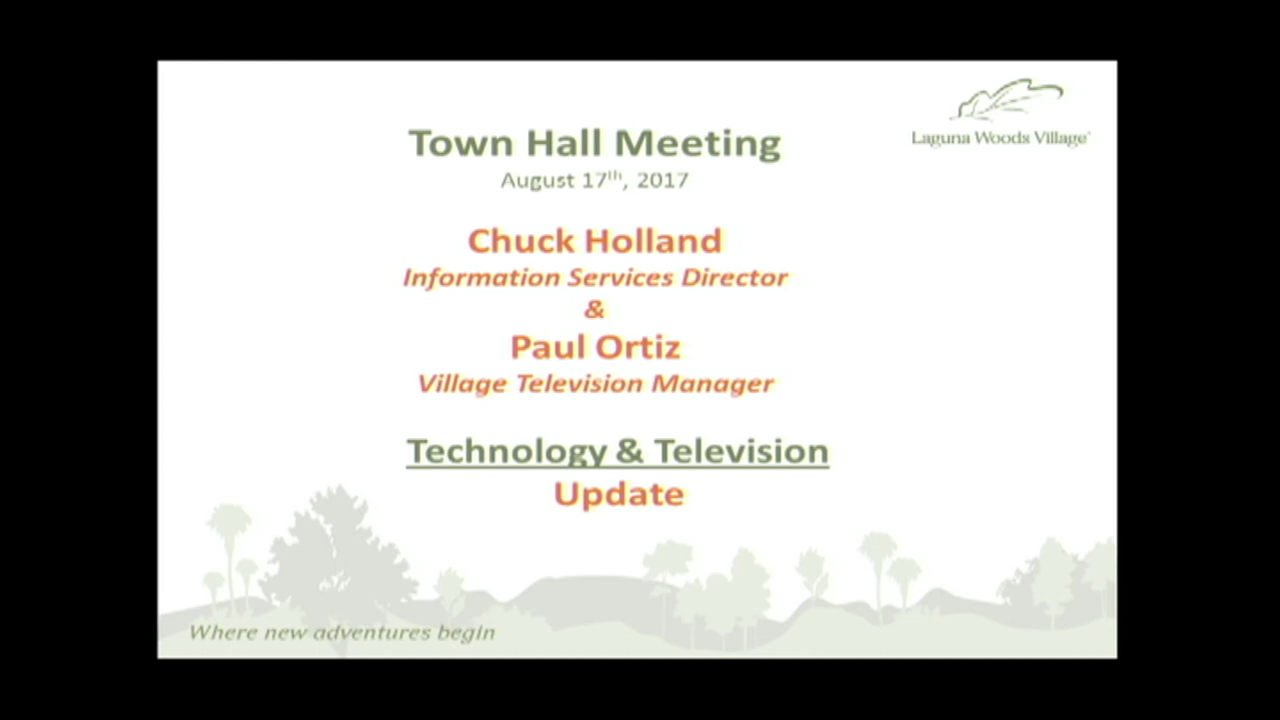 Laguna Woods Village
Town Hall Meeting
August 17th, 2017
Chuck Holland
Information Services Director
&
Paul Ortiz
Village Television Manager
Technology & Television
Update
Where new adventures begin